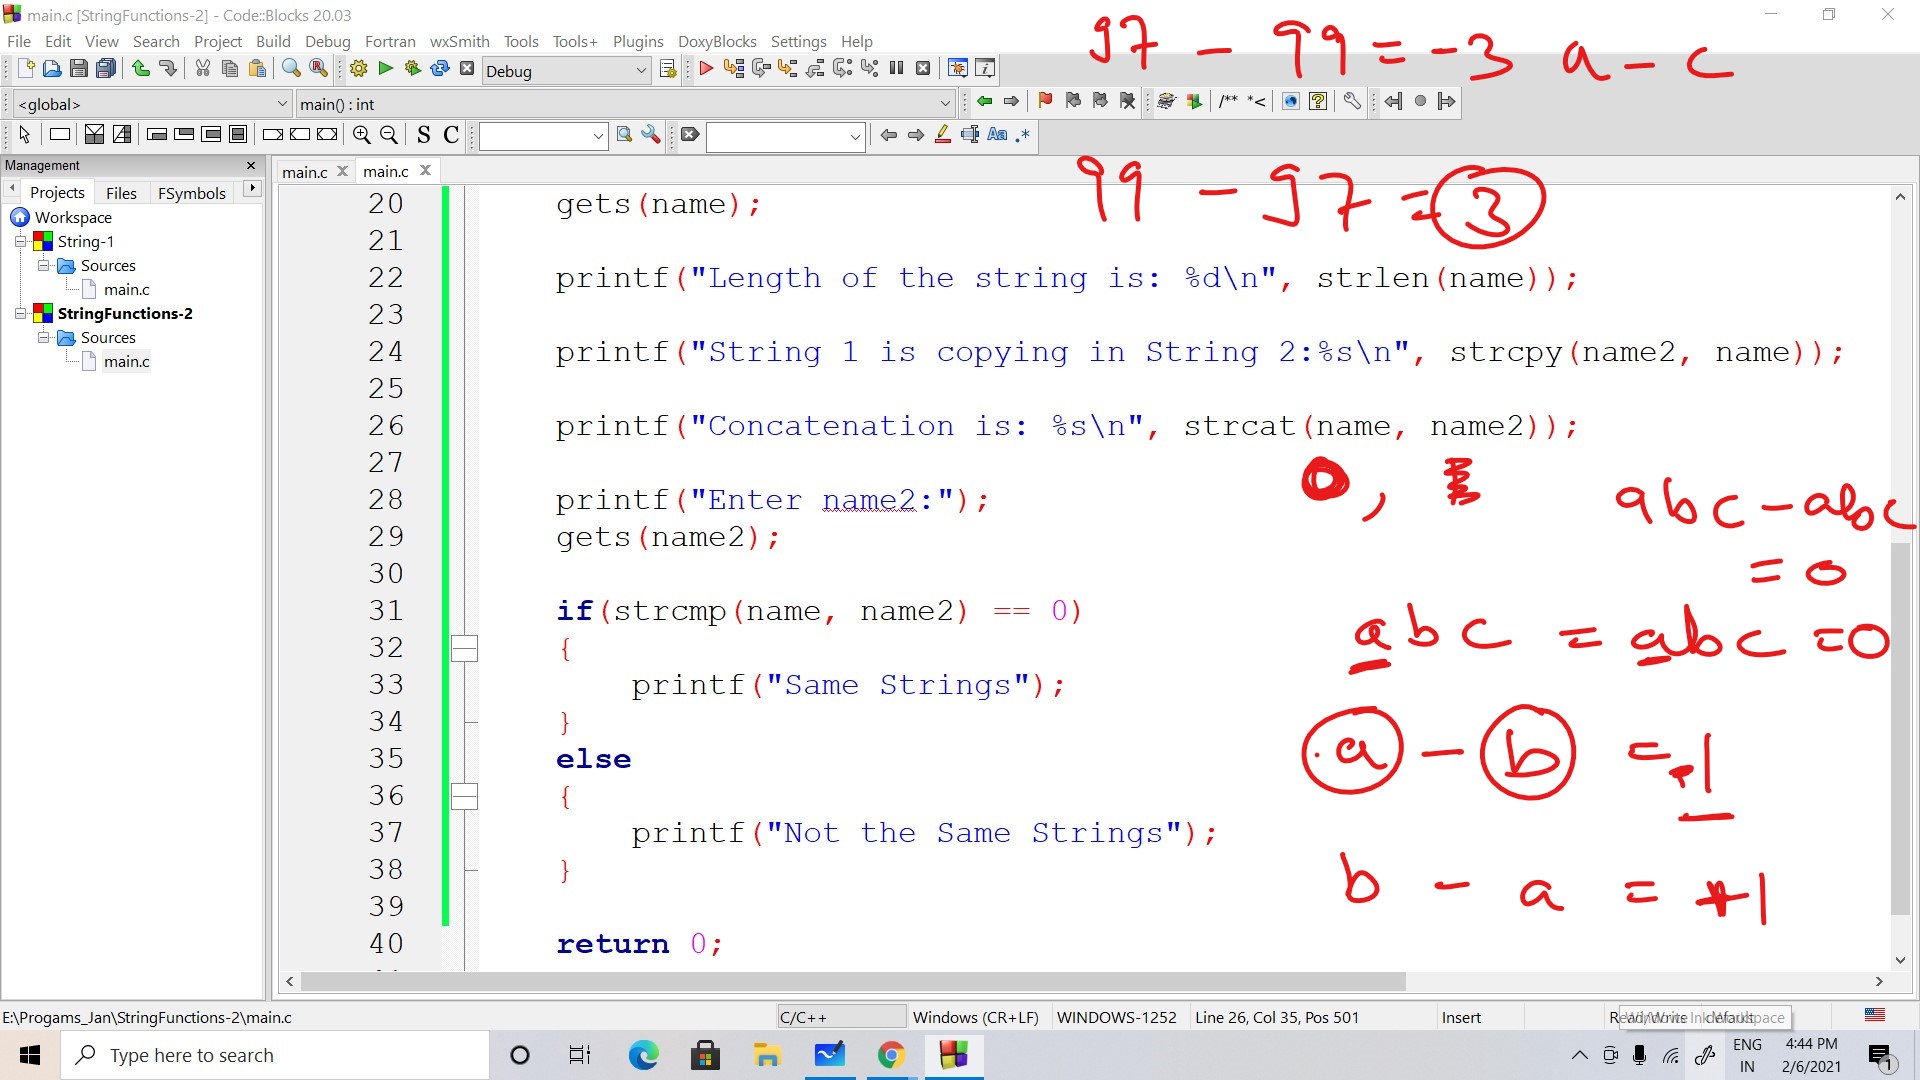 main.c [StringFunctions-2] - Code::Blocks 20.03
File Edit View Search Project Build Debug Fortran wxSmith Tools Tools+ Plugins DoxyBlocks Settings Help
97 - 99 = -3 a - c
Debug
<global> main() : int /** *<
S C Aa .*
Management
main.c main.c
Projects Files FSymbols
99 - 97 = 3
Workspace
String-1
Sources
main.c
StringFunctions-2
Sources
main.c
20 gets(name);
21
22 printf("Length of the string is: %d\n", strlen(name));
23
24 printf("String 1 is copying in String 2:%s\n", strcpy(name2, name));
25
26 printf("Concatenation is: %s\n", strcat(name, name2));
27
0 ,
28 printf("Enter name2:");
abc - abc
29 gets(name2);
30
= 0
31 if(strcmp(name, name2) == 0)
abc = abc = 0
32 {
33 printf("Same Strings");
34 }
a - b = -1
35 else
36 {
37 printf("Not the Same Strings");
38 }
b - a = +1
39
40 return 0;
E:\Progams_Jan\StringFunctions-2\main.c C/C++ Windows (CR+LF) WINDOWS-1252 Line 26, Col 35, Pos 501 Insert default
Type here to search
ENG
IN
4:44 PM
2/6/2021
1